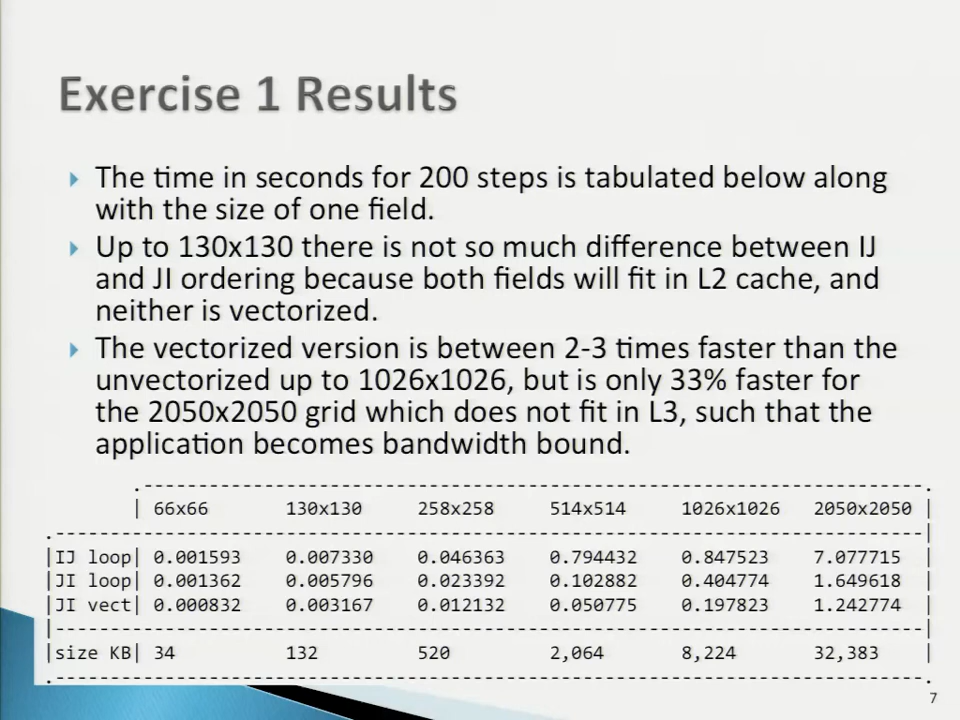 Exercise 1 Results
The time in seconds for 200 steps is tabulated below along
with the size of one field.
Up to 130x130 there is not so much difference between IJ
and JI ordering because both fields will fit in L2 cache, and
neither is vectorized.
The vectorized version is between 2-3 times faster than the
unvectorized up to 1026x1026, but is only 33% faster for
the 2050x2050 grid which does not fit in L3, such that the
application becomes bandwidth bound.
| 66x66 130x130 258x258 514x514 1026x1026 2050x2050 |
|IJ loop| 0.001593 0.007330 0.046363 0.794432 0.847523 7.077715 |
|JI loop| 0.001362 0.005796 0.023392 0.102882 0.404774 1.649618 |
|JI vect| 0.000832 0.003167 0.012132 0.050775 0.197823 1.242774 |
|size KB| 34 132 520 2,064 8,224 32,383 |
7